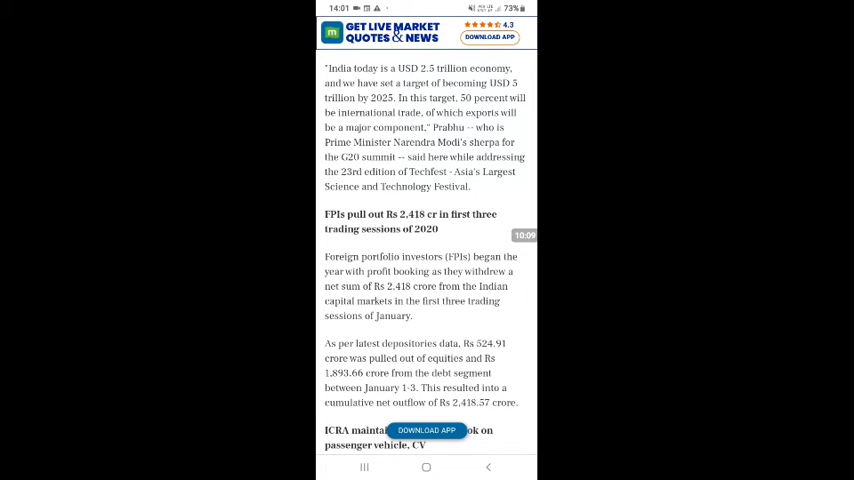 14:01
73%
GET LIVE MARKET
QUOTES & NEWS
4.3
DOWNLOAD APP
"India today is a USD 2.5 trillion economy,
and we have set a target of becoming USD 5
trillion by 2025. In this target, 50 percent will
be international trade, of which exports will
be a major component," Prabhu -- who is
Prime Minister Narendra Modi's sherpa for
the G20 summit -- said here while addressing
the 23rd edition of Techfest - Asia's Largest
Science and Technology Festival.
FPIs pull out Rs 2,418 cr in first three
trading sessions of 2020
10:09
Foreign portfolio investors (FPIs) began the
year with profit booking as they withdrew a
net sum of Rs 2,418 crore from the Indian
capital markets in the first three trading
sessions of January.
As per latest depositories data, Rs 524.91
crore was pulled out of equities and Rs
1,893.66 crore from the debt segment
between January 1-3. This resulted into a
cumulative net outflow of Rs 2,418.57 crore.
ICRA maintai ok on
DOWNLOAD APP
passenger vehicle, CV